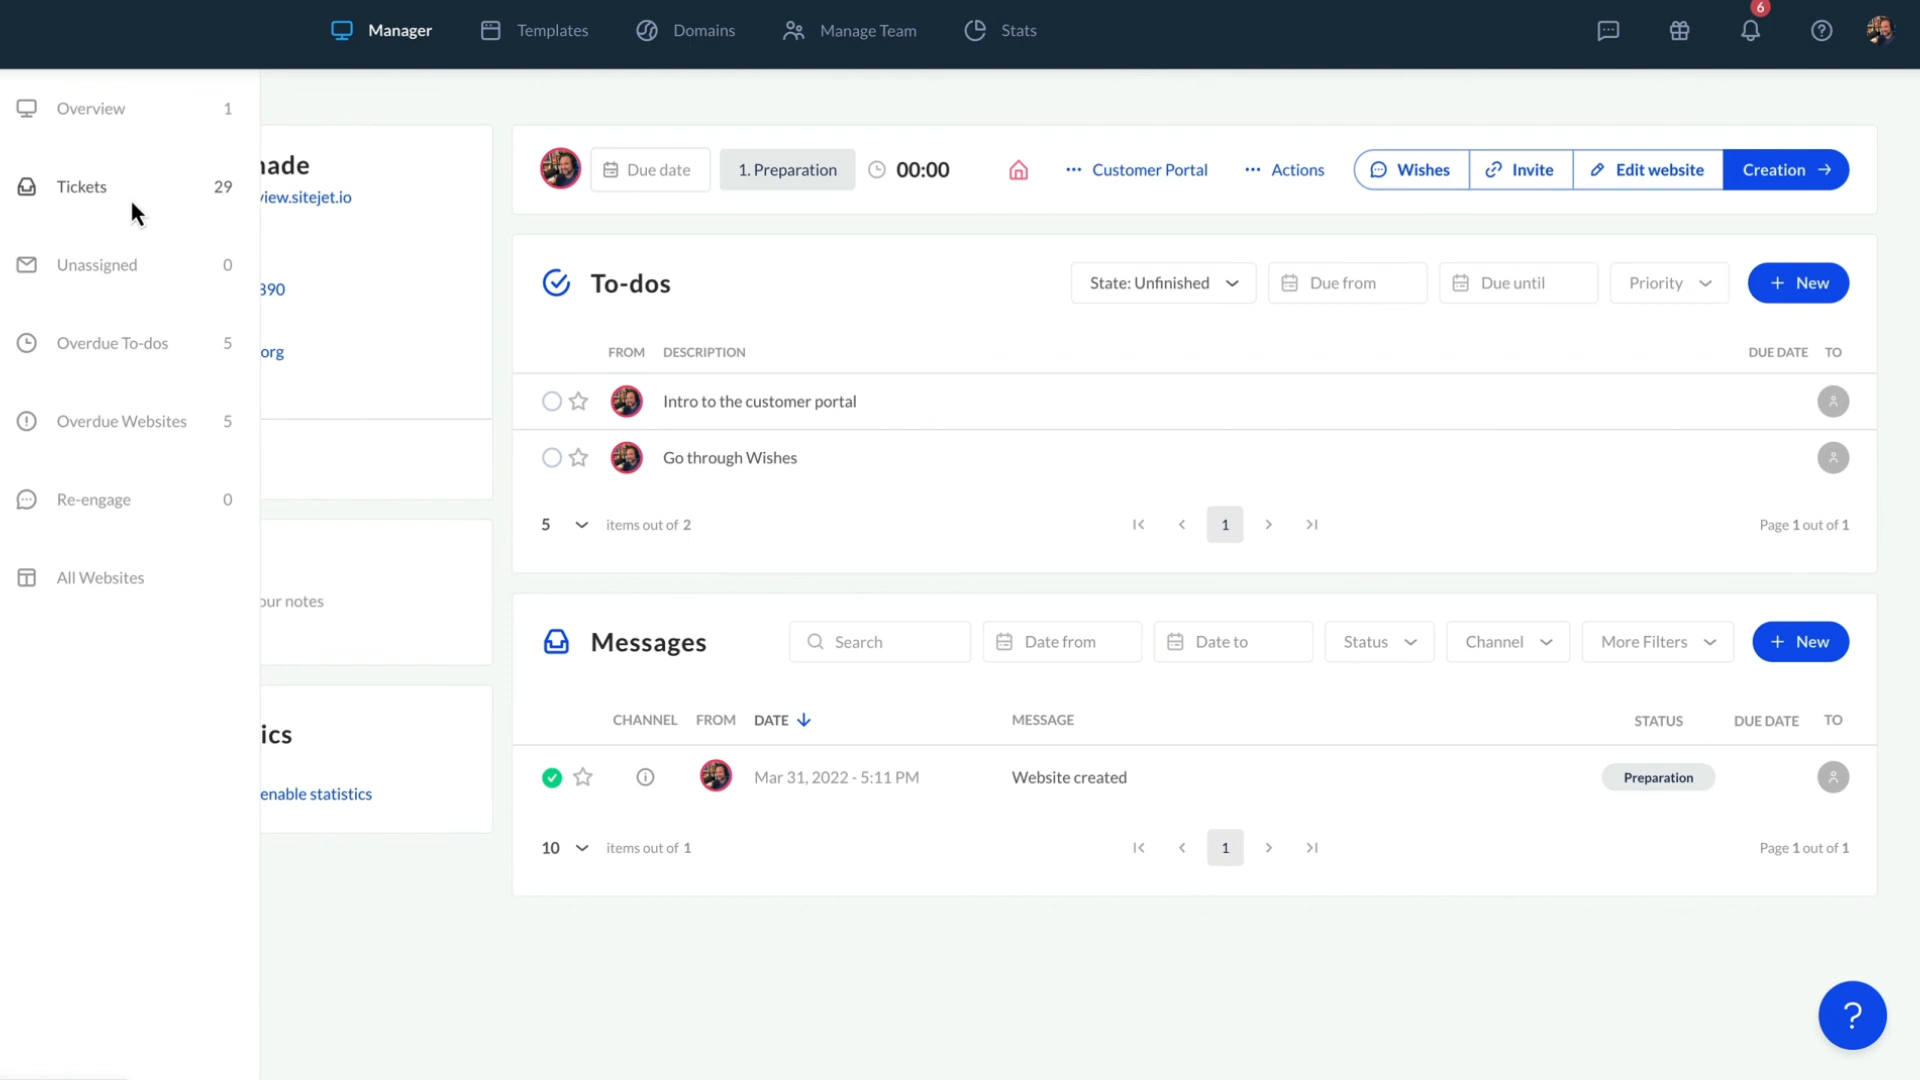 Manager
Templates
Domains
Manage Team
Stats
6
Overview 1
Tickets 29
Unassigned 0
Overdue To-dos 5
Overdue Websites 5
Re-engage 0
All Websites
nade
view.sitejet.io
390
org
our notes
ics
enable statistics
Due date
1. Preparation
00:00
Customer Portal
Actions
Wishes
Invite
Edit website
Creation
To-dos
State: Unfinished
Due from
Due until
Priority
+ New
FROM DESCRIPTION DUE DATE TO
Intro to the customer portal
Go through Wishes
5 items out of 2
1
Page 1 out of 1
Messages
Search
Date from
Date to
Status
Channel
More Filters
+ New
CHANNEL FROM DATE MESSAGE STATUS DUE DATE TO
Mar 31, 2022 - 5:11 PM Website created Preparation
10 items out of 1
1
Page 1 out of 1
?